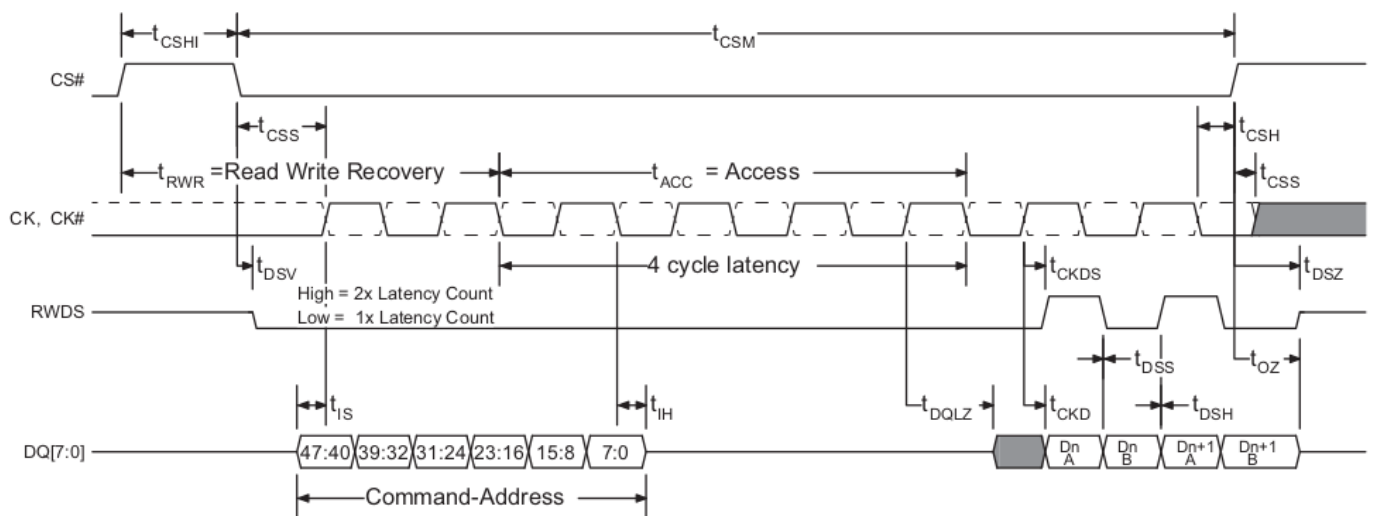 tCSHI
tCSM
CS#
tCSS
tCSH
tRWR =Read Write Recovery
tACC = Access
tCSS
CK, CK#
tDSV
4 cycle latency
tCKDS
tDSZ
High = 2x Latency Count
RWDS
Low = 1x Latency Count
tDSS
tOZ
tIS
tIH
tDQLZ
tCKD
tDSH
DQ[7:0]
47:40 39:32 31:24 23:16 15:8 7:0
Dn A
Dn B
Dn+1 A
Dn+1 B
Command-Address